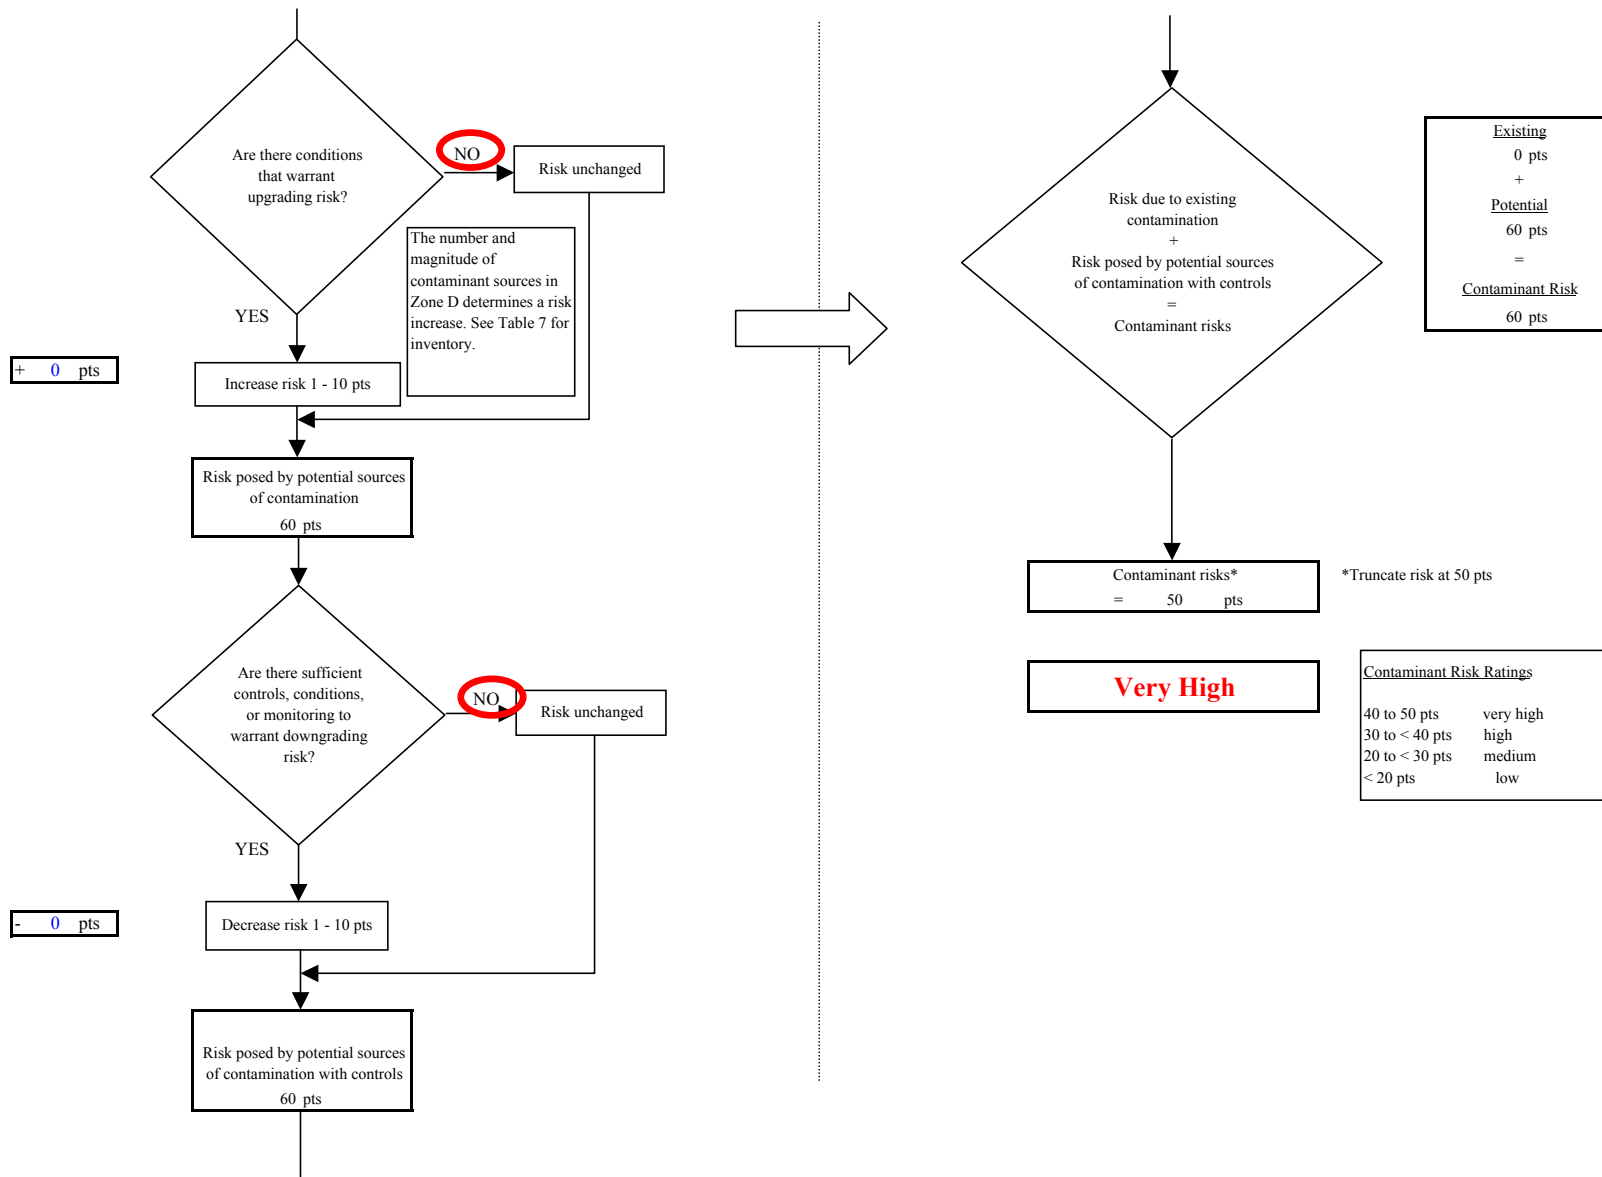 Are there conditions
that warrant
upgrading risk?
NO
Risk unchanged
The number and
magnitude of
contaminant sources in
Zone D determines a risk
increase. See Table 7 for
inventory.
YES
+ 0 pts
Increase risk 1 - 10 pts
Risk posed by potential sources
of contamination
60 pts
Are there sufficient
controls, conditions,
or monitoring to
warrant downgrading
risk?
NO
Risk unchanged
YES
- 0 pts
Decrease risk 1 - 10 pts
Risk posed by potential sources
of contamination with controls
60 pts
Risk due to existing
contamination
+
Risk posed by potential sources
of contamination with controls
=
Contaminant risks
Existing
0 pts
+
Potential
60 pts
=
Contaminant Risk
60 pts
Contaminant risks*
= 50 pts
*Truncate risk at 50 pts
Very High
Contaminant Risk Ratings
40 to 50 pts very high
30 to < 40 pts high
20 to < 30 pts medium
< 20 pts low